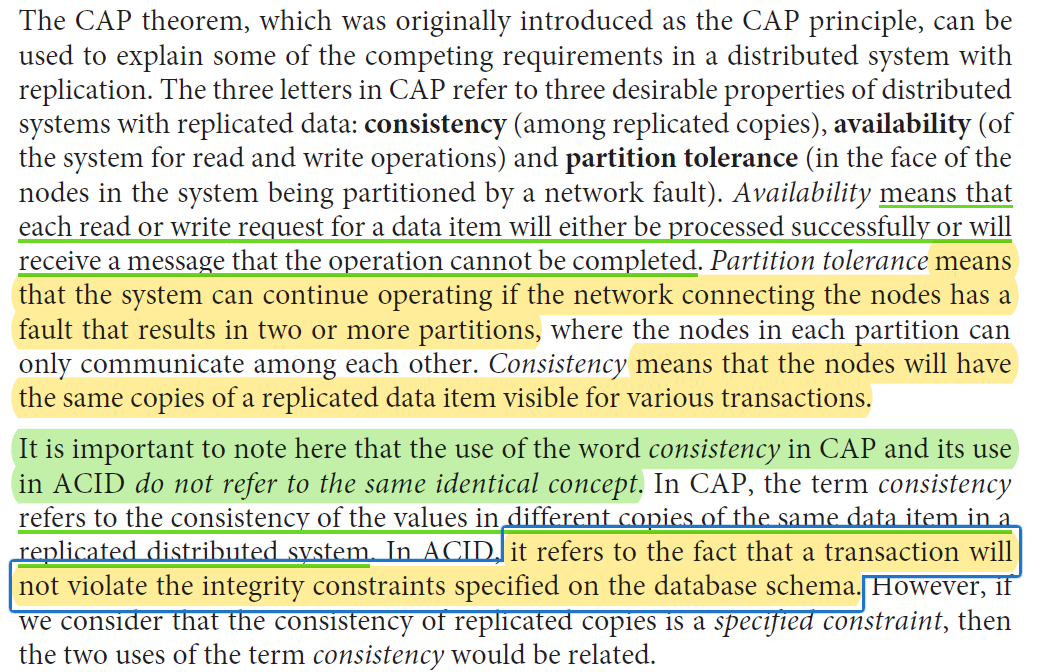 The CAP theorem, which was originally introduced as the CAP principle, can be
used to explain some of the competing requirements in a distributed system with
replication. The three letters in CAP refer to three desirable properties of distributed
systems with replicated data: consistency (among replicated copies), availability (of
the system for read and write operations) and partition tolerance (in the face of the
nodes in the system being partitioned by a network fault). Availability means that
each read or write request for a data item will either be processed successfully or will
receive a message that the operation cannot be completed. Partition tolerance means
that the system can continue operating if the network connecting the nodes has a
fault that results in two or more partitions, where the nodes in each partition can
only communicate among each other. Consistency means that the nodes will have
the same copies of a replicated data item visible for various transactions.
It is important to note here that the use of the word consistency in CAP and its use
in ACID do not refer to the same identical concept. In CAP, the term consistency
refers to the consistency of the values in different copies of the same data item in a
replicated distributed system. In ACID, it refers to the fact that a transaction will
not violate the integrity constraints specified on the database schema. However, if
we consider that the consistency of replicated copies is a specified constraint, then
the two uses of the term consistency would be related.